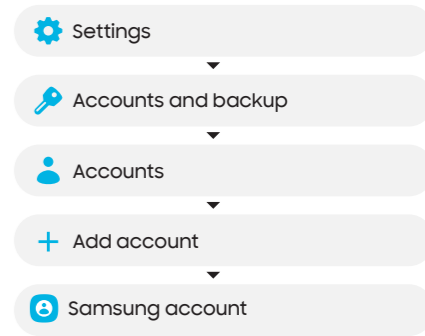 Settings
Accounts and backup
Accounts
Add account
Samsung account